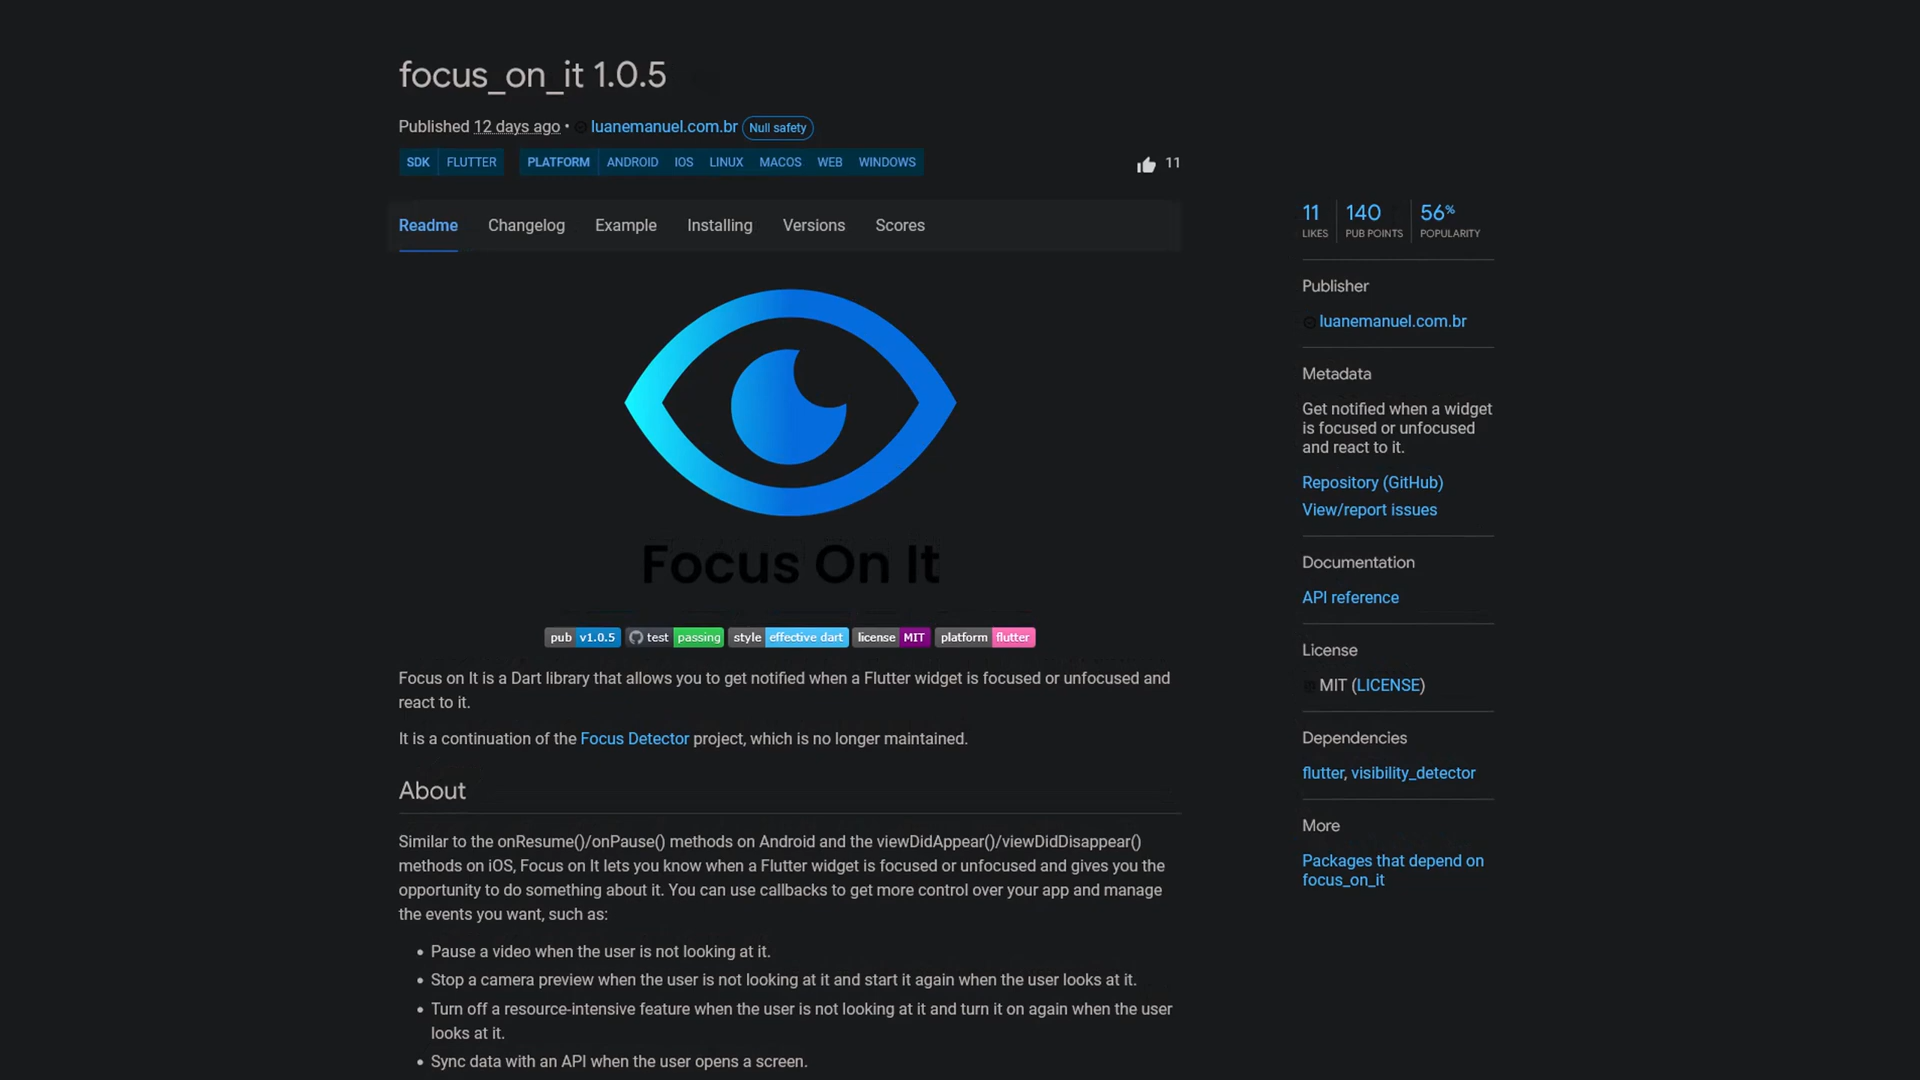 focus_on_it 1.0.5
Published 12 days ago • luanemanuel.com.br Null safety
SDK FLUTTER PLATFORM ANDROID IOS LINUX MACOS WEB WINDOWS
11
Readme Changelog Example Installing Versions Scores
Focus On It
pub v1.0.5 test passing style effective dart license MIT platform flutter
Focus on It is a Dart library that allows you to get notified when a Flutter widget is focused or unfocused and
react to it.
It is a continuation of the Focus Detector project, which is no longer maintained.
About
Similar to the onResume()/onPause() methods on Android and the viewDidAppear()/viewDidDisappear()
methods on iOS, Focus on It lets you know when a Flutter widget is focused or unfocused and gives you the
opportunity to do something about it. You can use callbacks to get more control over your app and manage
the events you want, such as:
• Pause a video when the user is not looking at it.
• Stop a camera preview when the user is not looking at it and start it again when the user looks at it.
• Turn off a resource-intensive feature when the user is not looking at it and turn it on again when the user
looks at it.
• Sync data with an API when the user opens a screen.
11 140 56%
LIKES PUB POINTS POPULARITY
Publisher
luanemanuel.com.br
Metadata
Get notified when a widget
is focused or unfocused
and react to it.
Repository (GitHub)
View/report issues
Documentation
API reference
License
MIT (LICENSE)
Dependencies
flutter, visibility_detector
More
Packages that depend on
focus_on_it